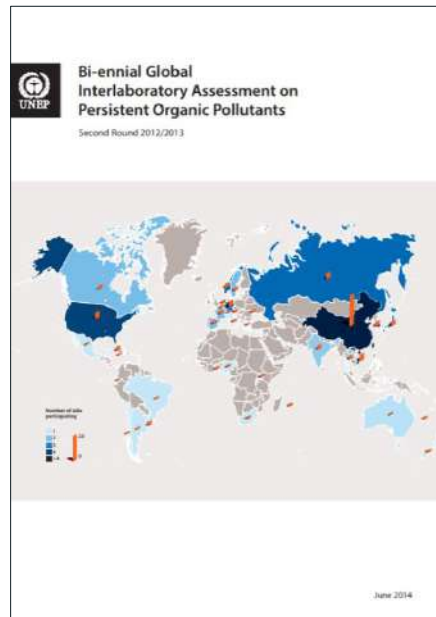 UNEP
Bi-ennial Global
Interlaboratory Assessment on
Persistent Organic Pollutants
Second Round 2012/2013
Number of labs
participating
June 2014